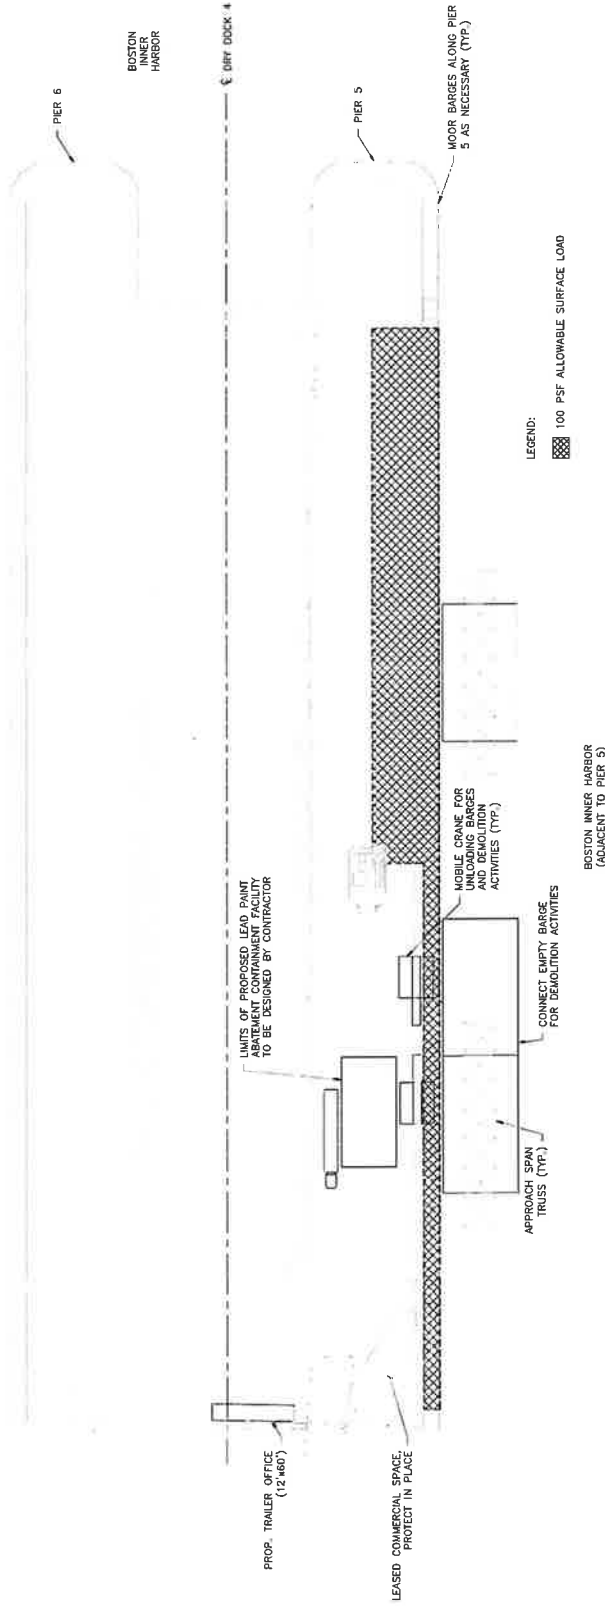 PIER 6
BOSTON
INNER
HARBOR
℄ DRY DOCK 4
PIER 5
MOOR BARGES ALONG PIER
5 AS NECESSARY (TYP.)
LEGEND:
100 PSF ALLOWABLE SURFACE LOAD
LIMITS OF PROPOSED LEAD PAINT
ABATEMENT CONTAINMENT FACILITY
TO BE DESIGNED BY CONTRACTOR
MOBILE CRANE FOR
UNLOADING BARGES
AND DEMOLITION
ACTIVITIES (TYP.)
BOSTON INNER HARBOR
(ADJACENT TO PIER 5)
CONNECT EMPTY BARGE
FOR DEMOLITION ACTIVITIES
APPROACH SPAN
TRUSS (TYP.)
PROP. TRAILER OFFICE
(12'x60')
LEASED COMMERCIAL SPACE,
PROTECT IN PLACE